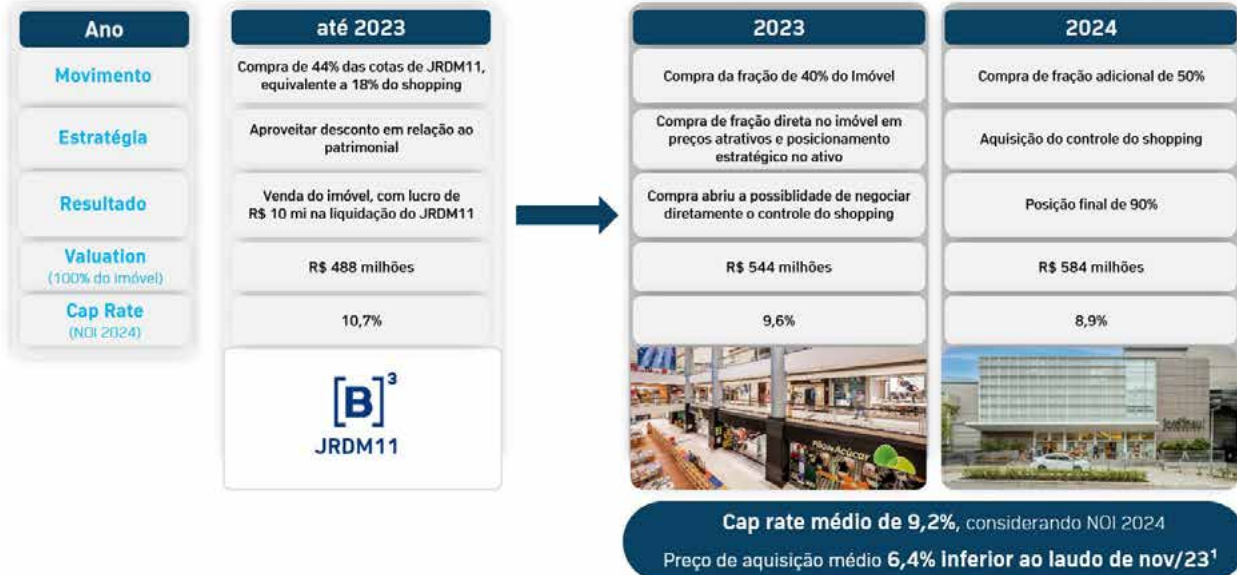 Ano
até 2023
2023
2024
Movimento
Compra de 44% das cotas de JRDM11,
equivalente a 18% do shopping
Compra da fração de 40% do Imóvel
Compra de fração adicional de 50%
Estratégia
Aproveitar desconto em relação ao
patrimonial
Compra de fração direta no imóvel em
preços atrativos e posicionamento
estratégico no ativo
Aquisição do controle do shopping
Resultado
Venda do imóvel, com lucro de
R$ 10 mi na liquidação do JRDM11
Compra abriu a possiblidade de negociar
diretamente o controle do shopping
Posição final de 90%
Valuation
(100% do imóvel)
R$ 488 milhões
R$ 544 milhões
R$ 584 milhões
Cap Rate
(NOI 2024)
10,7%
9,6%
8,9%
[B]³
JRDM11
Pão de Açúcar
Cap rate médio de 9,2%, considerando NOI 2024
Preço de aquisição médio 6,4% inferior ao laudo de nov/23¹